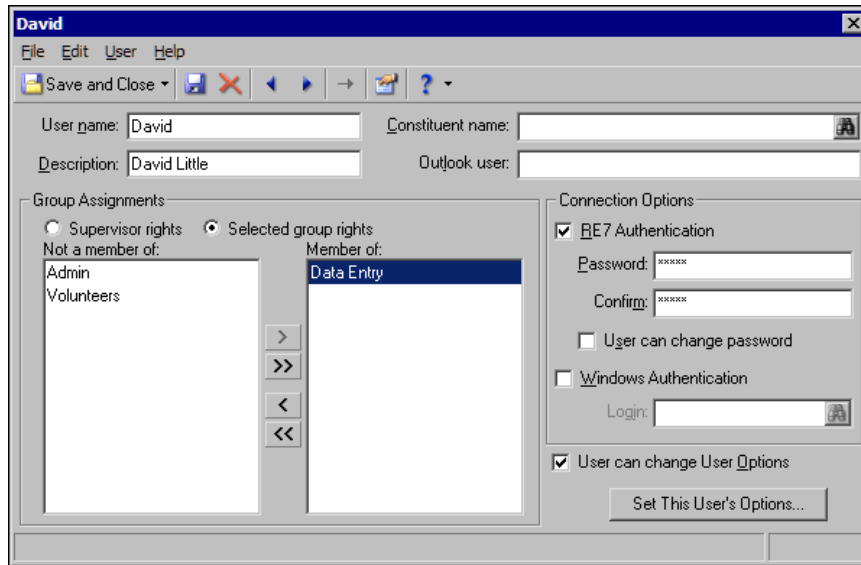 David
File Edit User Help
Save and Close
User name: David Constituent name:
Description: David Little Outlook user:
Group Assignments
Supervisor rights Selected group rights
Not a member of: Member of:
Admin
Volunteers
Data Entry
>
>>
<
<<
Connection Options
RE7 Authentication
Password: *****
Confirm: *****
User can change password
Windows Authentication
Login:
User can change User Options
Set This User's Options...